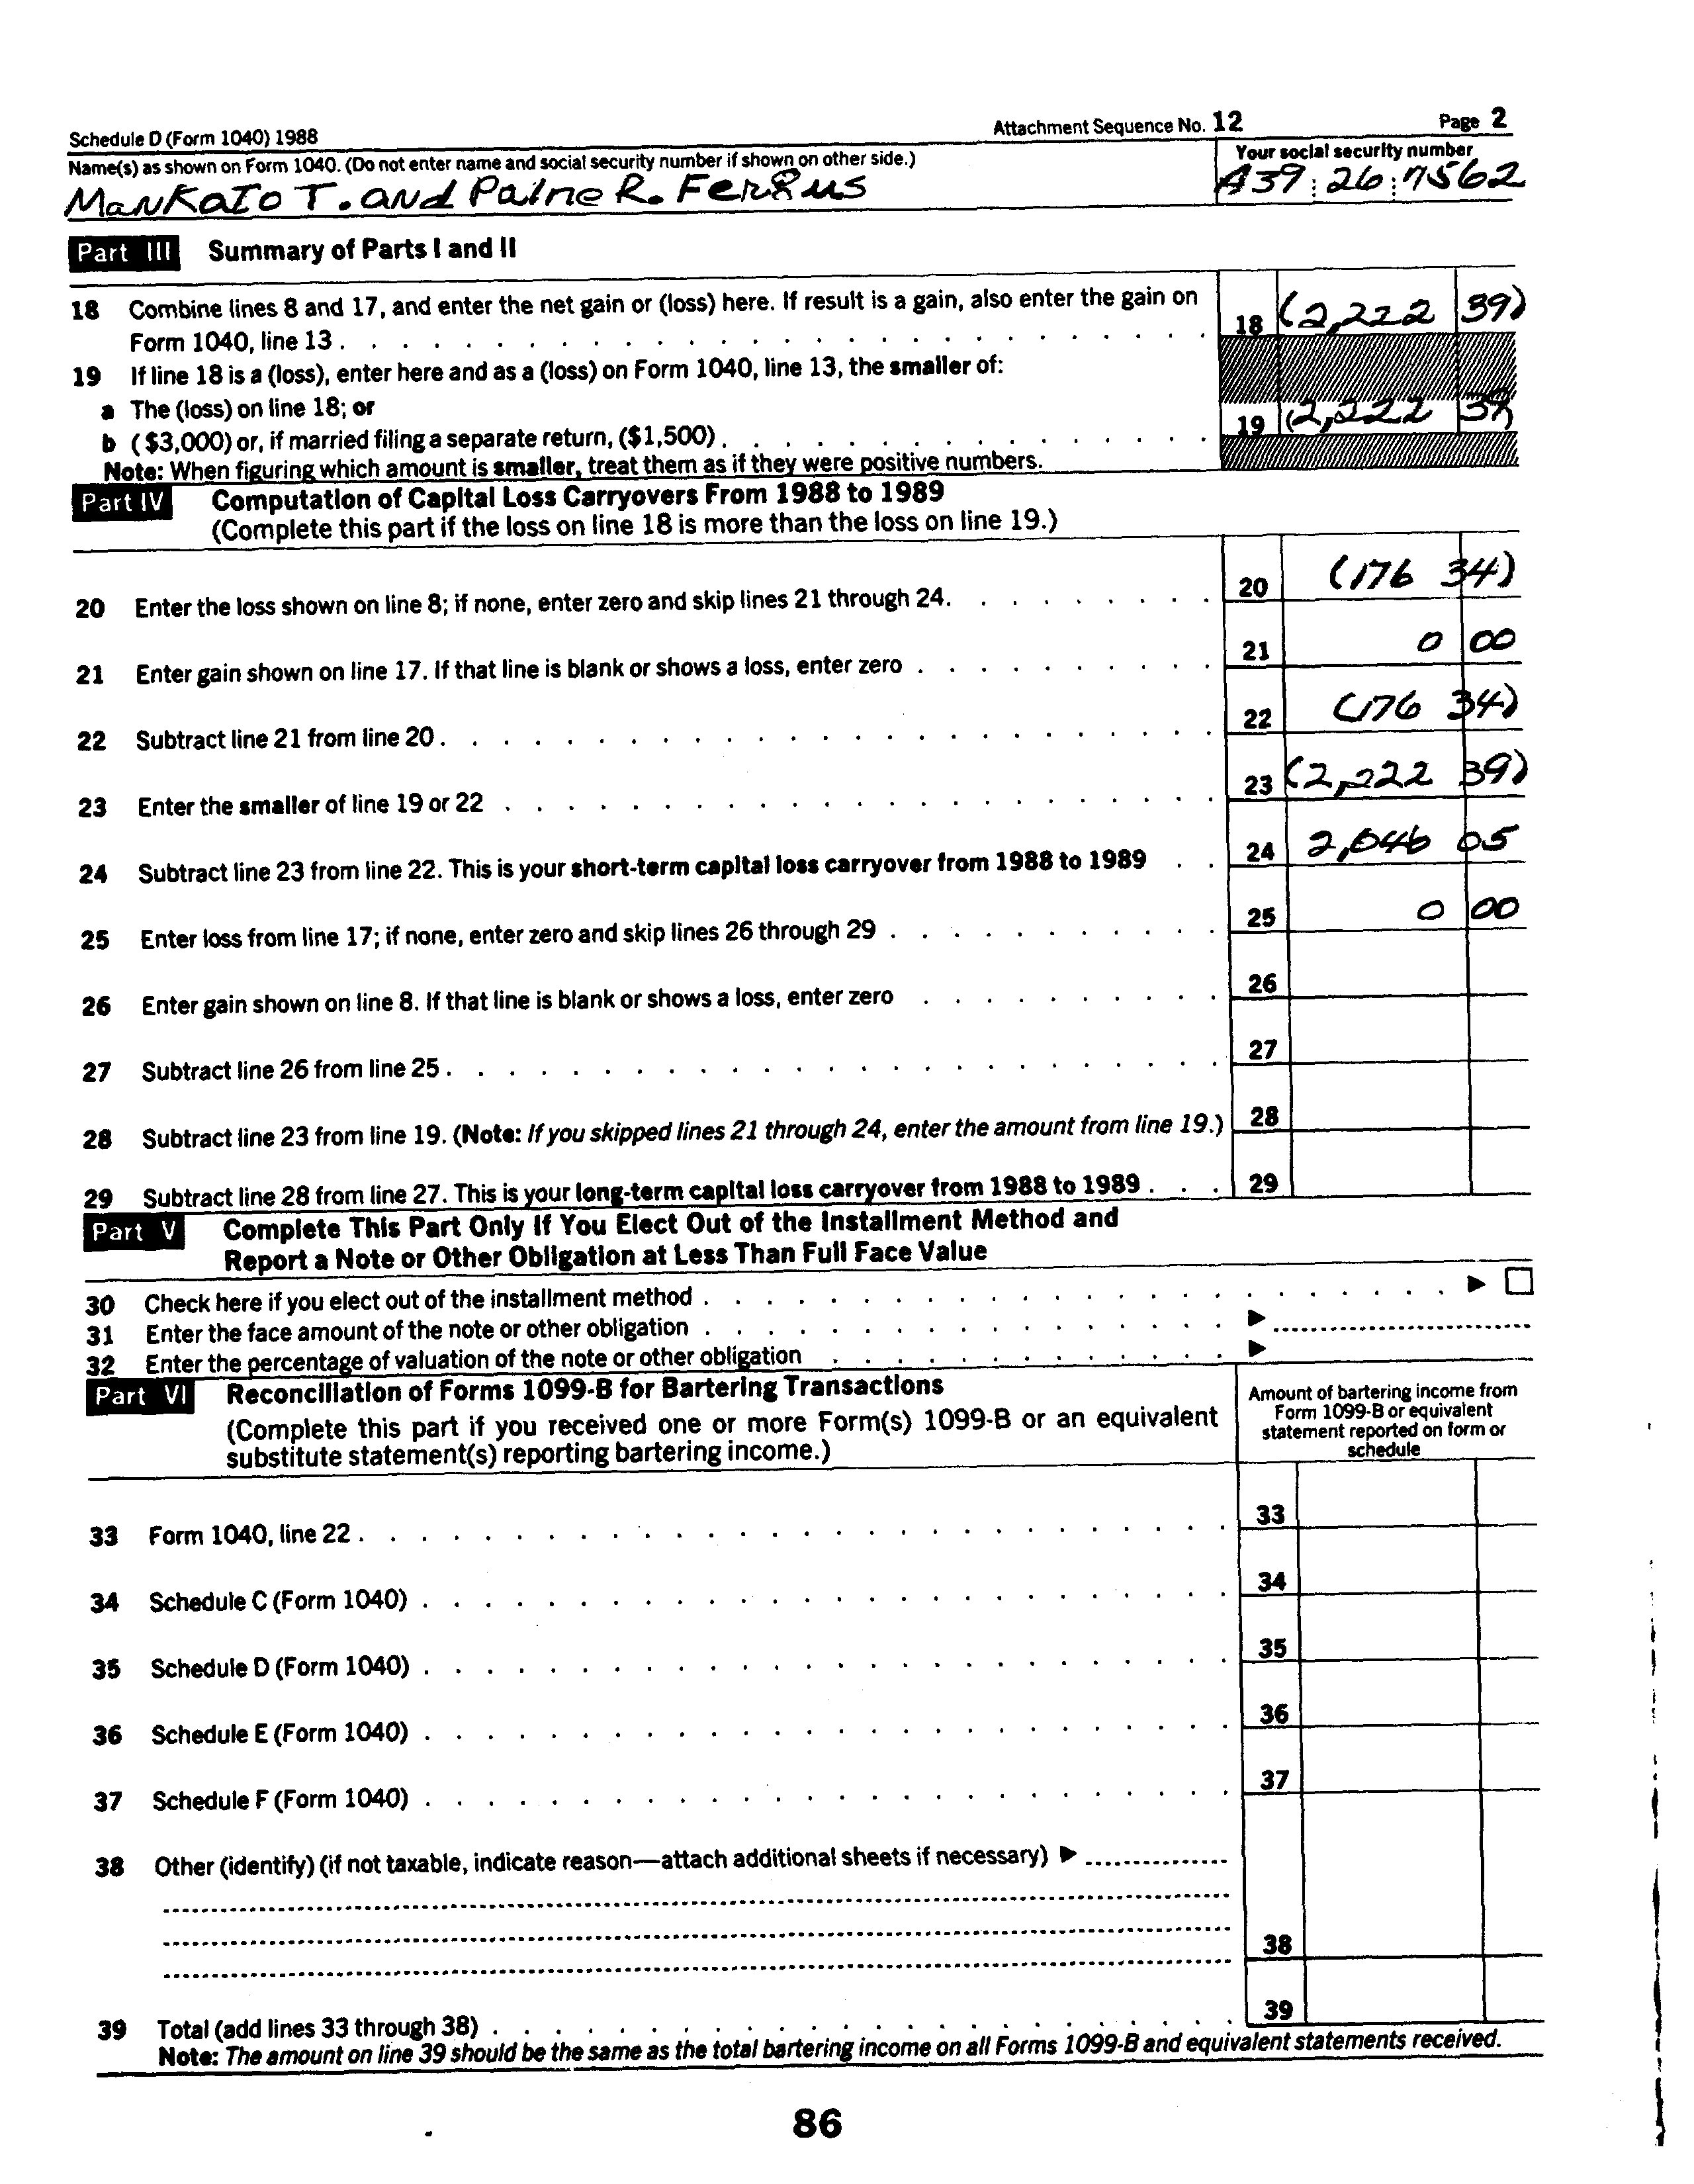 Schedule D (Form 1040) 1988 Attachment Sequence No. 12 Page 2
Name(s) as shown on Form 1040. (Do not enter name and social security number if shown on other side.) Your social security number
Mankato T. and Paine R. Fergus A39 26 7562
Part III Summary of Parts I and II
18 Combine lines 8 and 17, and enter the net gain or (loss) here. If result is a gain, also enter the gain on
Form 1040, line 13 . 18 (2,222 39)
19 If line 18 is a (loss), enter here and as a (loss) on Form 1040, line 13, the smaller of:
a The (loss) on line 18; or
b ($3,000) or, if married filing a separate return, ($1,500) . 19 (2,222 39)
Note: When figuring which amount is smaller, treat them as if they were positive numbers.
Part IV Computation of Capital Loss Carryovers From 1988 to 1989
(Complete this part if the loss on line 18 is more than the loss on line 19.)
20 Enter the loss shown on line 8; if none, enter zero and skip lines 21 through 24. 20 (176 34)
21 Enter gain shown on line 17. If that line is blank or shows a loss, enter zero . 21 0 00
22 Subtract line 21 from line 20 . 22 (176 34)
23 Enter the smaller of line 19 or 22 . 23 (2,222 39)
24 Subtract line 23 from line 22. This is your short-term capital loss carryover from 1988 to 1989 . 24 2,046 05
25 Enter loss from line 17; if none, enter zero and skip lines 26 through 29 . 25 0 00
26 Enter gain shown on line 8. If that line is blank or shows a loss, enter zero . 26
27 Subtract line 26 from line 25 . 27
28 Subtract line 23 from line 19. (Note: If you skipped lines 21 through 24, enter the amount from line 19.) 28
29 Subtract line 28 from line 27. This is your long-term capital loss carryover from 1988 to 1989 . 29
Part V Complete This Part Only If You Elect Out of the Installment Method and
Report a Note or Other Obligation at Less Than Full Face Value
30 Check here if you elect out of the installment method . ▶ ☐
31 Enter the face amount of the note or other obligation . ▶
32 Enter the percentage of valuation of the note or other obligation . ▶
Part VI Reconciliation of Forms 1099-B for Bartering Transactions
(Complete this part if you received one or more Form(s) 1099-B or an equivalent
substitute statement(s) reporting bartering income.)
Amount of bartering income from
Form 1099-B or equivalent
statement reported on form or
schedule
33 Form 1040, line 22 . 33
34 Schedule C (Form 1040) . 34
35 Schedule D (Form 1040) . 35
36 Schedule E (Form 1040) . 36
37 Schedule F (Form 1040) . 37
38 Other (identify) (if not taxable, indicate reason—attach additional sheets if necessary) ▶
38
39 Total (add lines 33 through 38) . 39
Note: The amount on line 39 should be the same as the total bartering income on all Forms 1099-B and equivalent statements received.
86